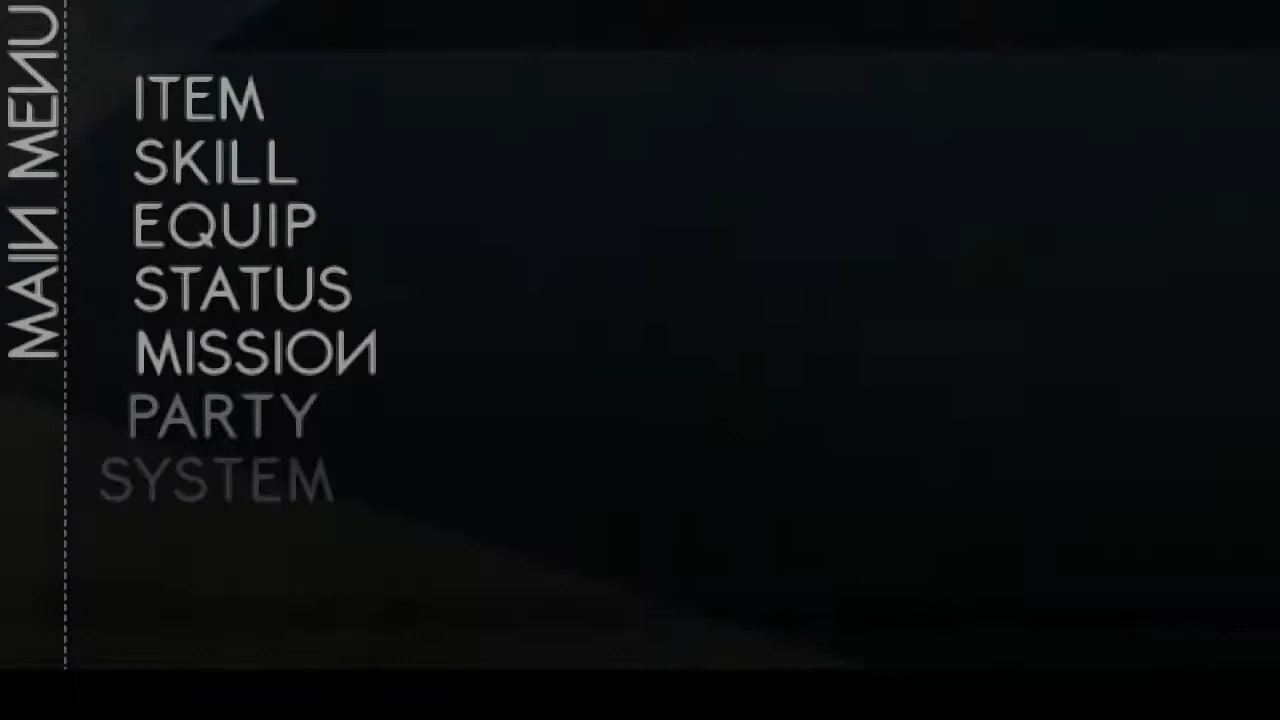 MAIN MENU
ITEM
SKILL
EQUIP
STATUS
MISSION
PARTY
SYSTEM